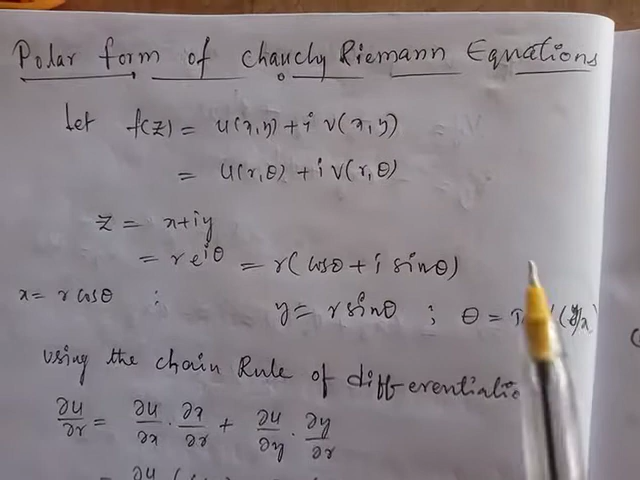 Polar form of Chauchy Riemann Equations
Let f(z) = u(x,y) + i v(x,y)
= u(r,θ) + i v(r,θ)
z = x+iy
= re^{iθ} = r(cosθ + i sinθ)
x = r cosθ ; y = r sinθ ; θ = (y/x)
using the chain Rule of
∂u/∂r = ∂u/∂x · ∂x/∂r + ∂u/∂y · ∂y/∂r
= ∂u